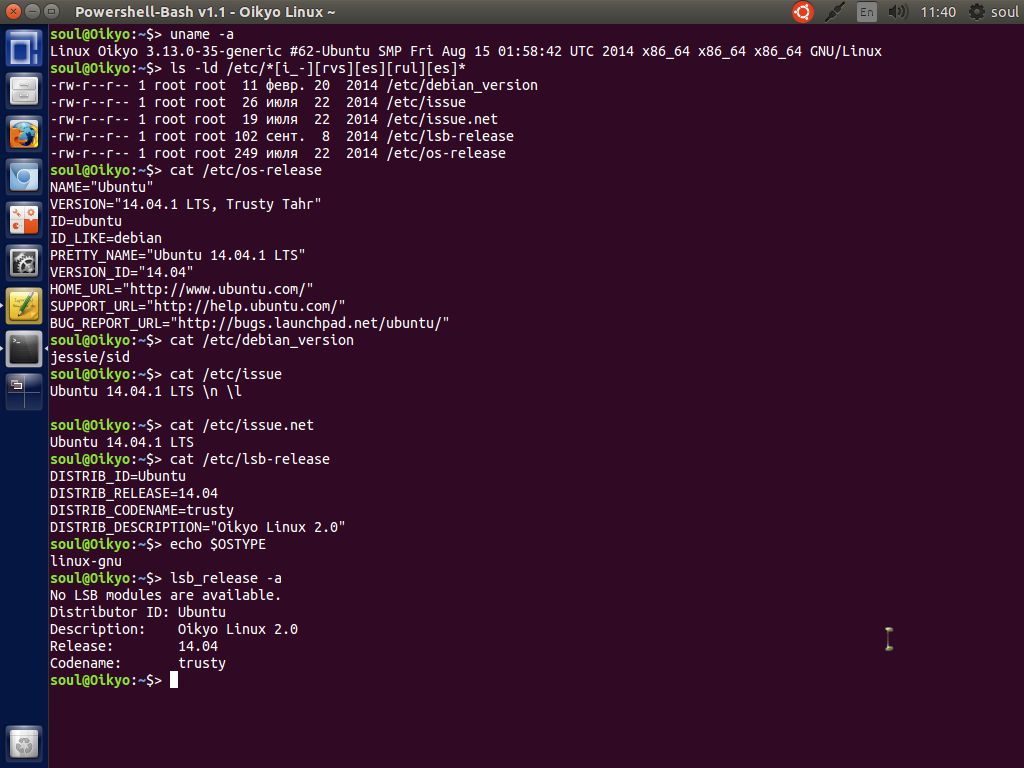 Powershell-Bash v1.1 - Oikyo Linux ~
En 11:40 soul
soul@Oikyo:~$> uname -a
Linux Oikyo 3.13.0-35-generic #62-Ubuntu SMP Fri Aug 15 01:58:42 UTC 2014 x86_64 x86_64 x86_64 GNU/Linux
soul@Oikyo:~$> ls -ld /etc/*[i_-][rvs][es][rul][es]*
-rw-r--r-- 1 root root  11 февр. 20  2014 /etc/debian_version
-rw-r--r-- 1 root root  26 июля  22  2014 /etc/issue
-rw-r--r-- 1 root root  19 июля  22  2014 /etc/issue.net
-rw-r--r-- 1 root root 102 сент.  8  2014 /etc/lsb-release
-rw-r--r-- 1 root root 249 июля  22  2014 /etc/os-release
soul@Oikyo:~$> cat /etc/os-release
NAME="Ubuntu"
VERSION="14.04.1 LTS, Trusty Tahr"
ID=ubuntu
ID_LIKE=debian
PRETTY_NAME="Ubuntu 14.04.1 LTS"
VERSION_ID="14.04"
HOME_URL="http://www.ubuntu.com/"
SUPPORT_URL="http://help.ubuntu.com/"
BUG_REPORT_URL="http://bugs.launchpad.net/ubuntu/"
soul@Oikyo:~$> cat /etc/debian_version
jessie/sid
soul@Oikyo:~$> cat /etc/issue
Ubuntu 14.04.1 LTS \n \l
soul@Oikyo:~$> cat /etc/issue.net
Ubuntu 14.04.1 LTS
soul@Oikyo:~$> cat /etc/lsb-release
DISTRIB_ID=Ubuntu
DISTRIB_RELEASE=14.04
DISTRIB_CODENAME=trusty
DISTRIB_DESCRIPTION="Oikyo Linux 2.0"
soul@Oikyo:~$> echo $OSTYPE
linux-gnu
soul@Oikyo:~$> lsb_release -a
No LSB modules are available.
Distributor ID: Ubuntu
Description:    Oikyo Linux 2.0
Release:        14.04
Codename:       trusty
soul@Oikyo:~$>